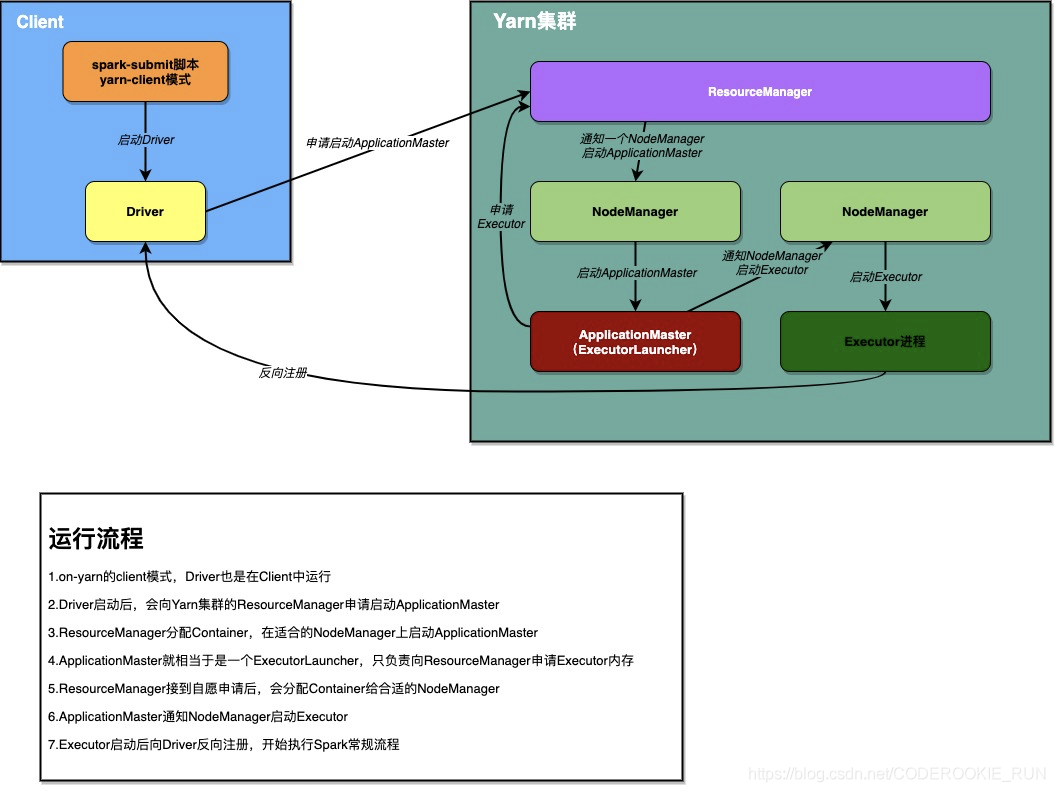 Client
spark-submit脚本
yarn-client模式
启动Driver
Driver
申请启动ApplicationMaster
Yarn集群
ResourceManager
通知一个NodeManager
启动ApplicationMaster
申请
Executor
NodeManager
NodeManager
启动ApplicationMaster
通知NodeManager
启动Executor
启动Executor
ApplicationMaster
（ExecutorLauncher）
Executor进程
反向注册
运行流程
1.on-yarn的client模式，Driver也是在Client中运行
2.Driver启动后，会向Yarn集群的ResourceManager申请启动ApplicationMaster
3.ResourceManager分配Container，在适合的NodeManager上启动ApplicationMaster
4.ApplicationMaster就相当于是一个ExecutorLauncher，只负责向ResourceManager申请Executor内存
5.ResourceManager接到自愿申请后，会分配Container给合适的NodeManager
6.ApplicationMaster通知NodeManager启动Executor
7.Executor启动后向Driver反向注册，开始执行Spark常规流程
https://blog.csdn.net/CODEROOKIE_RUN